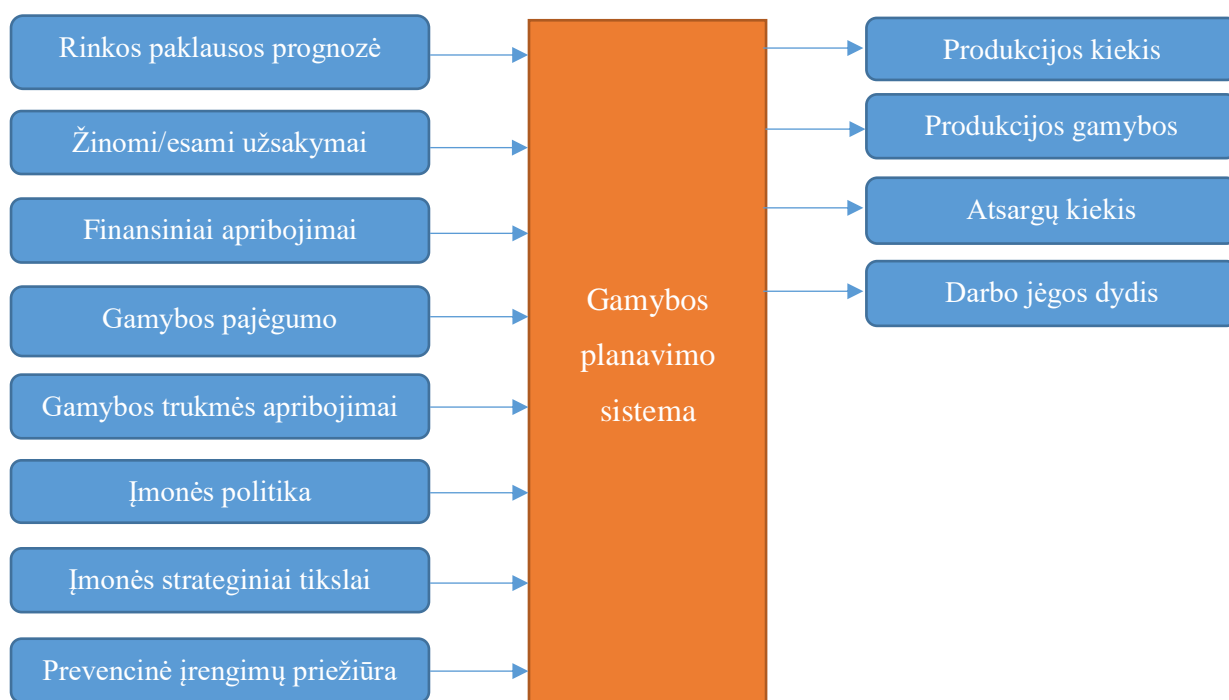 Rinkos paklausos prognozė
Žinomi/esami užsakymai
Finansiniai apribojimai
Gamybos pajėgumo
Gamybos trukmės apribojimai
Įmonės politika
Įmonės strateginiai tikslai
Prevencinė įrengimų priežiūra
Gamybos
planavimo
sistema
Produkcijos kiekis
Produkcijos gamybos
Atsargų kiekis
Darbo jėgos dydis